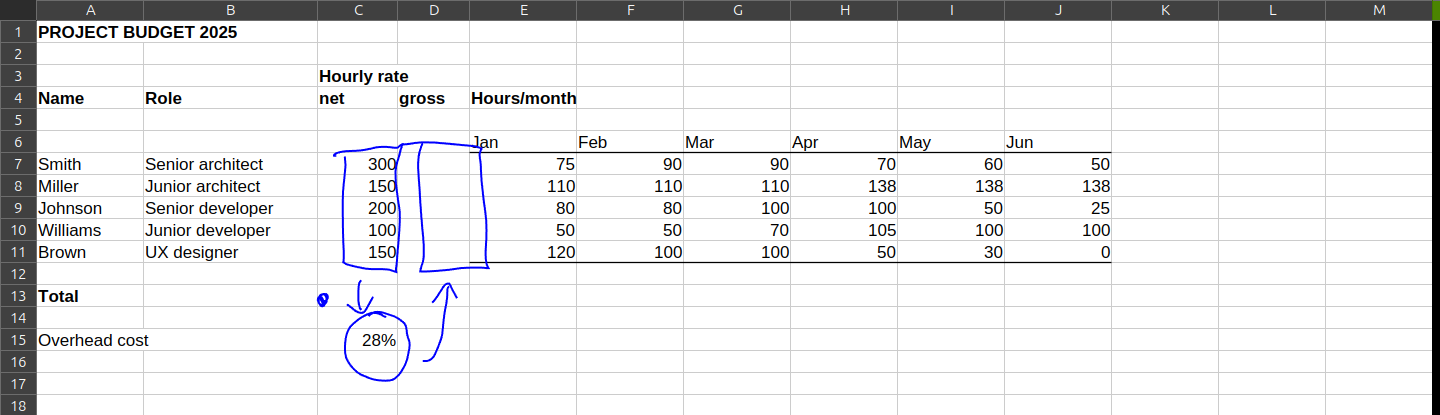 A B C D E F G H I J K L M
1 PROJECT BUDGET 2025
2
3 Hourly rate
4 Name Role net gross Hours/month
5
6 Jan Feb Mar Apr May Jun
7 Smith Senior architect 300 75 90 90 70 60 50
8 Miller Junior architect 150 110 110 110 138 138 138
9 Johnson Senior developer 200 80 80 100 100 50 25
10 Williams Junior developer 100 50 50 70 105 100 100
11 Brown UX designer 150 120 100 100 50 30 0
12
13 Total
14
15 Overhead cost 28%
16
17
18